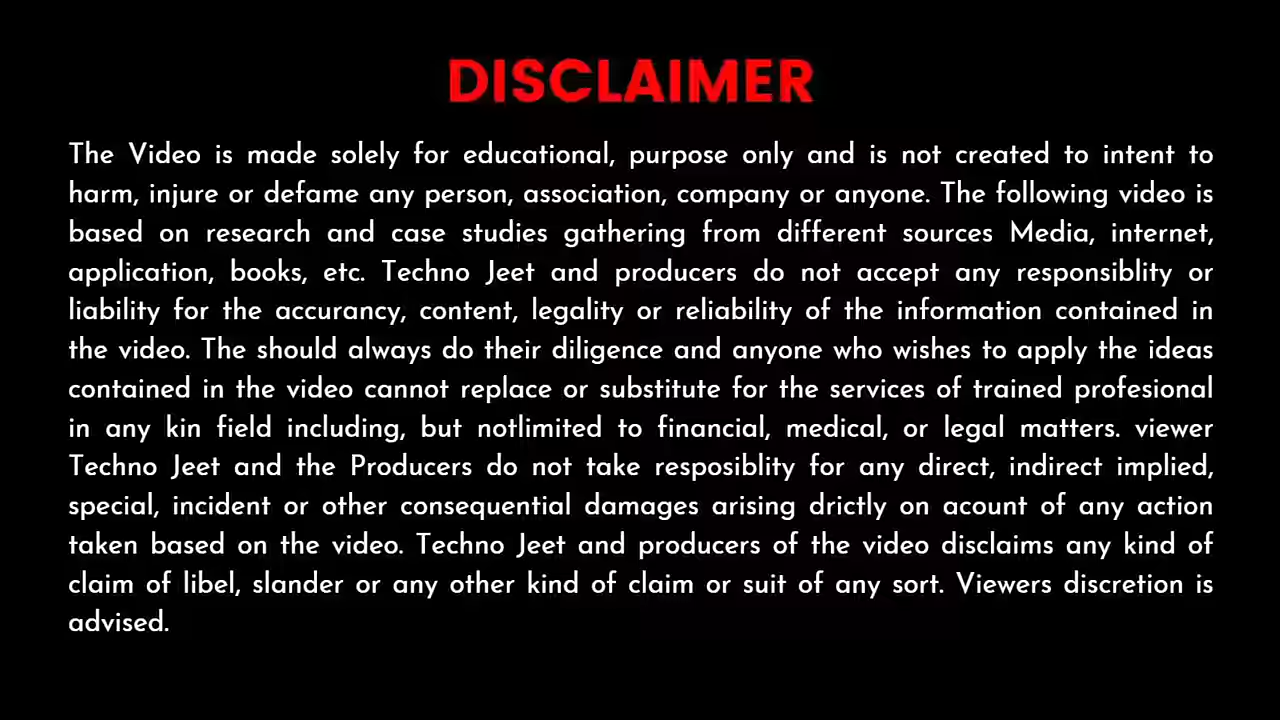 DISCLAIMER
The Video is made solely for educational, purpose only and is not created to intent to
harm, injure or defame any person, association, company or anyone. The following video is
based on research and case studies gathering from different sources Media, internet,
application, books, etc. Techno Jeet and producers do not accept any responsiblity or
liability for the accurancy, content, legality or reliability of the information contained in
the video. The should always do their diligence and anyone who wishes to apply the ideas
contained in the video cannot replace or substitute for the services of trained profesional
in any kin field including, but notlimited to financial, medical, or legal matters. viewer
Techno Jeet and the Producers do not take resposiblity for any direct, indirect implied,
special, incident or other consequential damages arising drictly on acount of any action
taken based on the video. Techno Jeet and producers of the video disclaims any kind of
claim of libel, slander or any other kind of claim or suit of any sort. Viewers discretion is
advised.